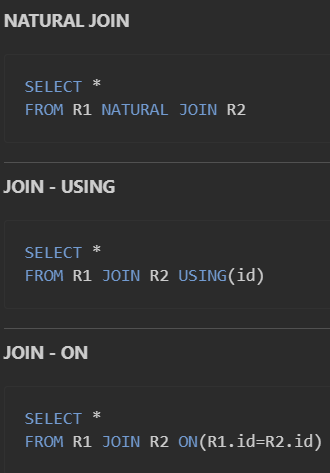 NATURAL JOIN
SELECT *
FROM R1 NATURAL JOIN R2
JOIN - USING
SELECT *
FROM R1 JOIN R2 USING(id)
JOIN - ON
SELECT *
FROM R1 JOIN R2 ON(R1.id=R2.id)